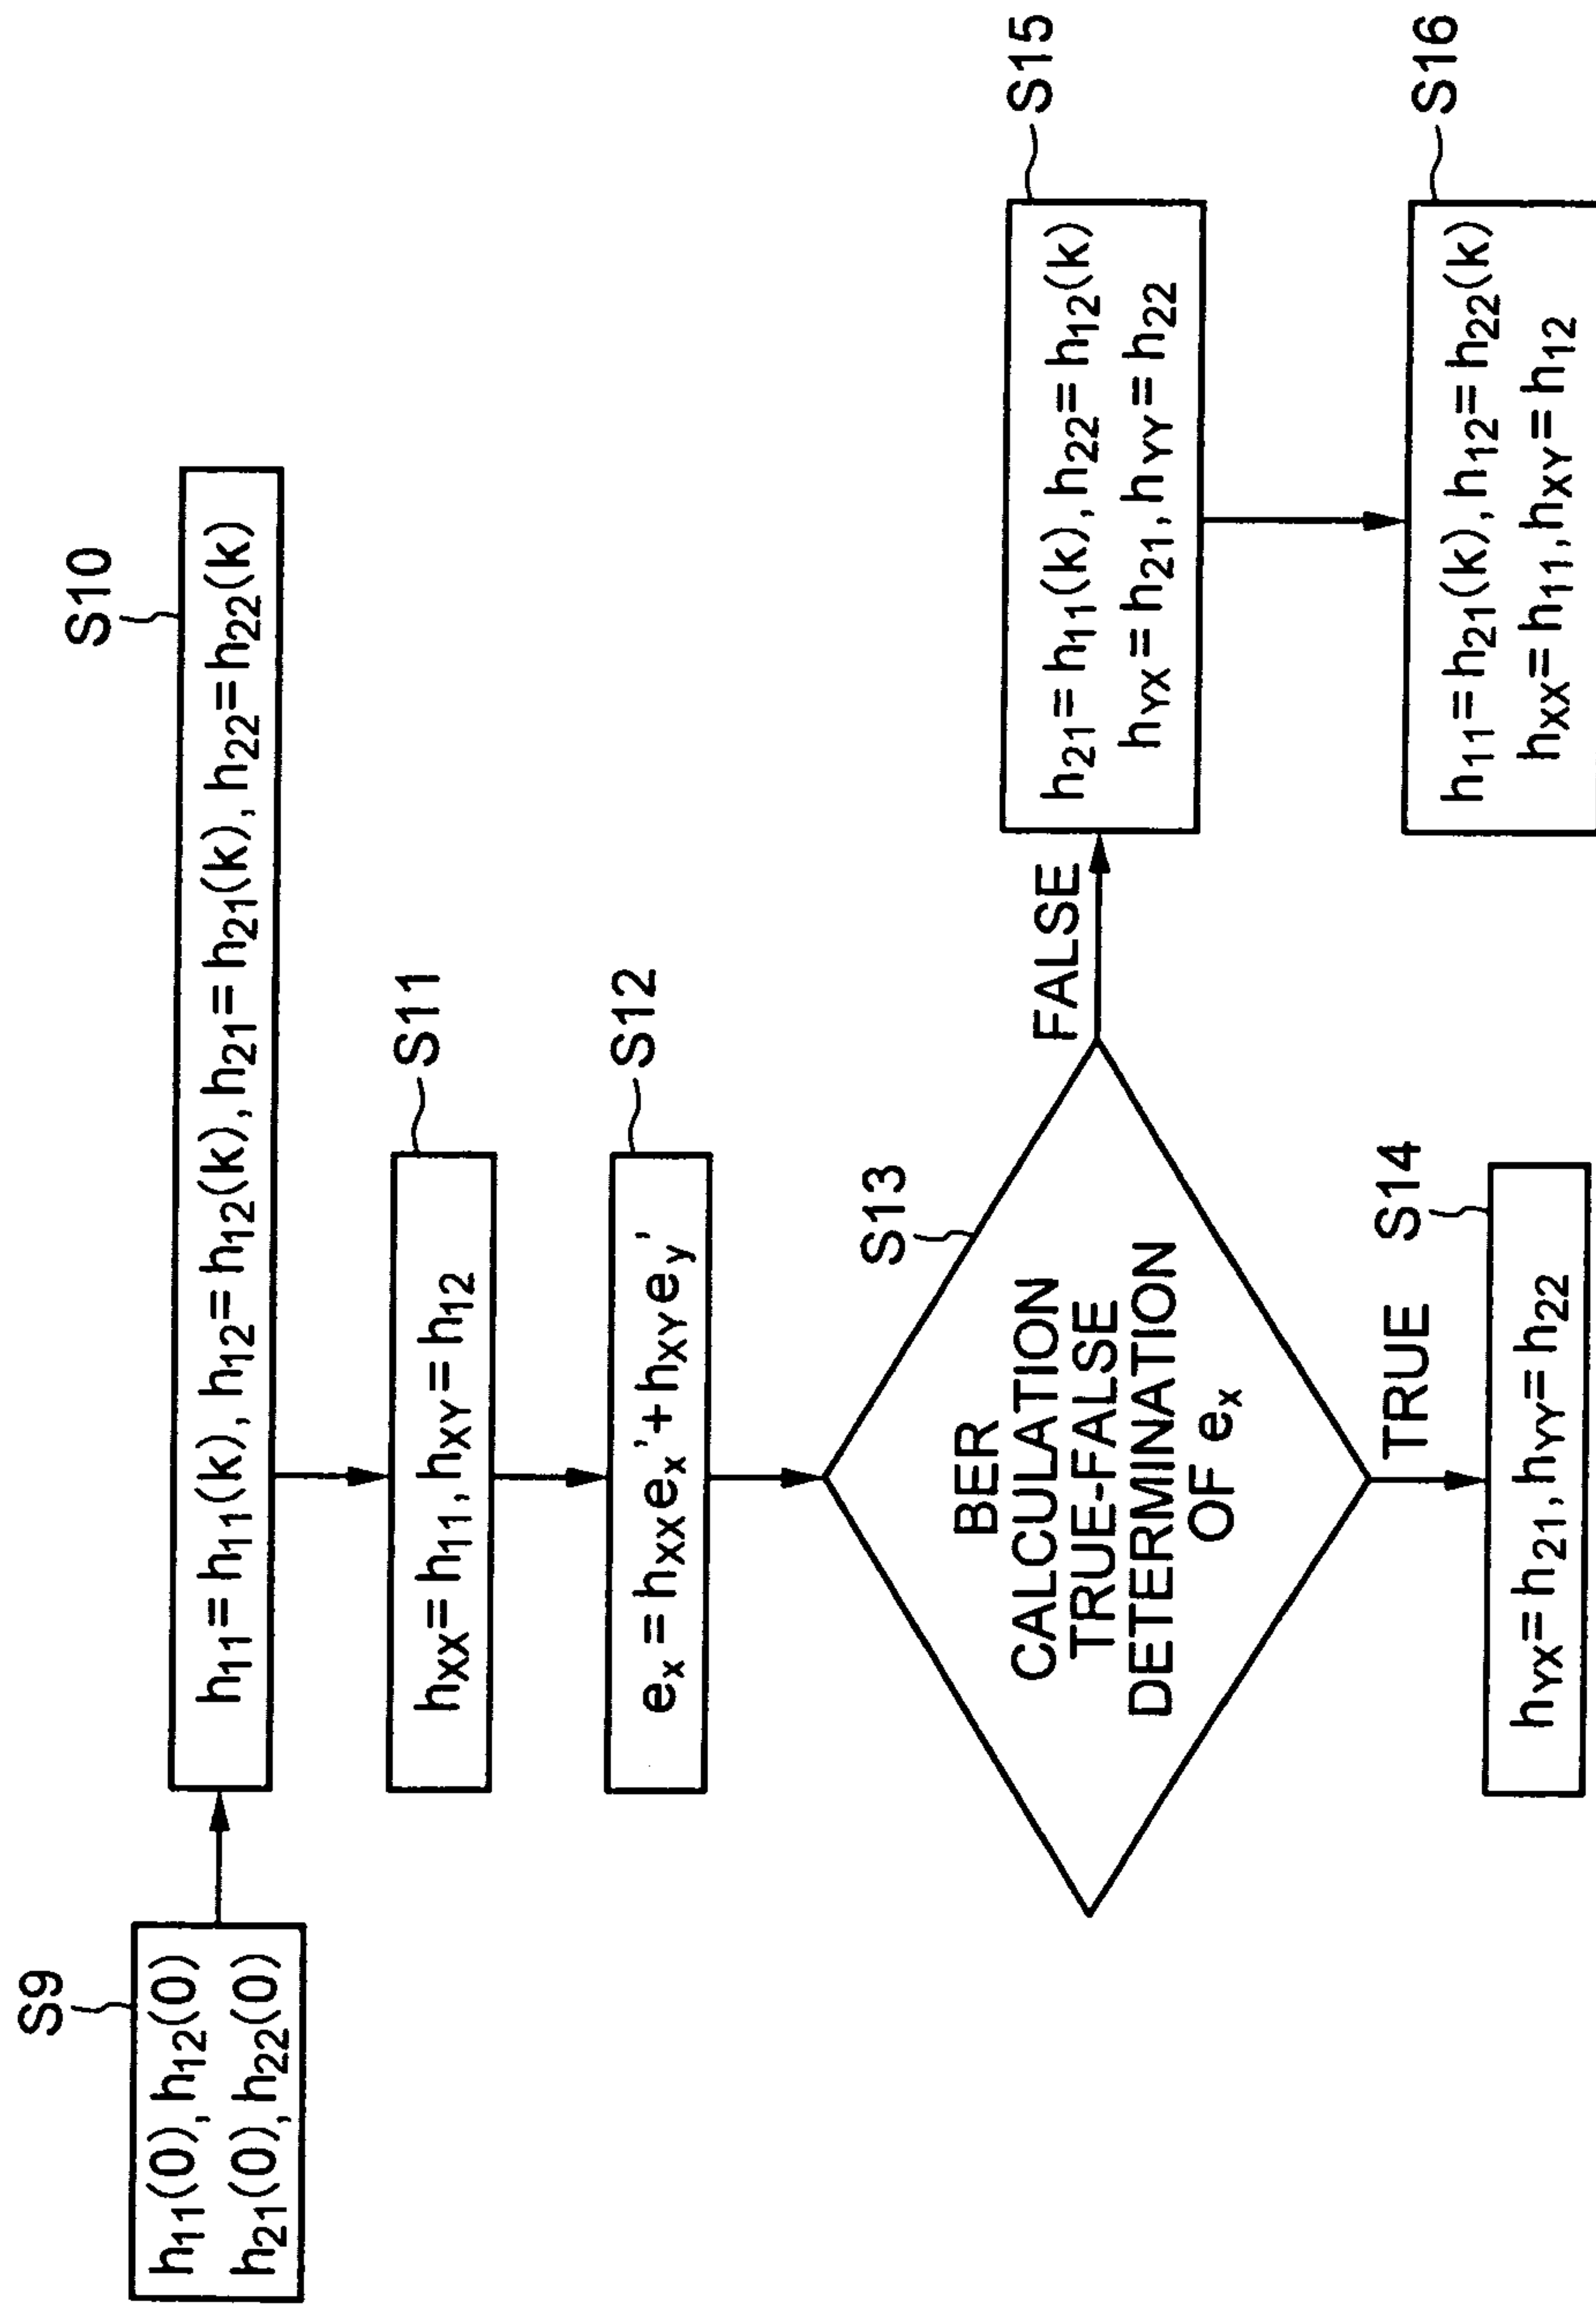 S9
h₁₁(0), h₁₂(0)
h₂₁(0), h₂₂(0)
S10
h₁₁=h₁₁(k), h₁₂=h₁₂(k), h₂₁=h₂₁(k), h₂₂=h₂₂(k)
S11
hXX=h₁₁, hXY=h₁₂
S12
eₓ=hXXeₓ'+hXYey'
S13
BER
CALCULATION
TRUE-FALSE
DETERMINATION
OF eₓ
FALSE
S15
h₂₁=h₁₁(k), h₂₂=h₁₂(k)
hYX=h₂₁, hYY=h₂₂
TRUE
S14
hYX=h₂₁, hYY=h₂₂
S16
h₁₁=h₂₁(k), h₁₂=h₂₂(k)
hXX=h₁₁, hXY=h₁₂